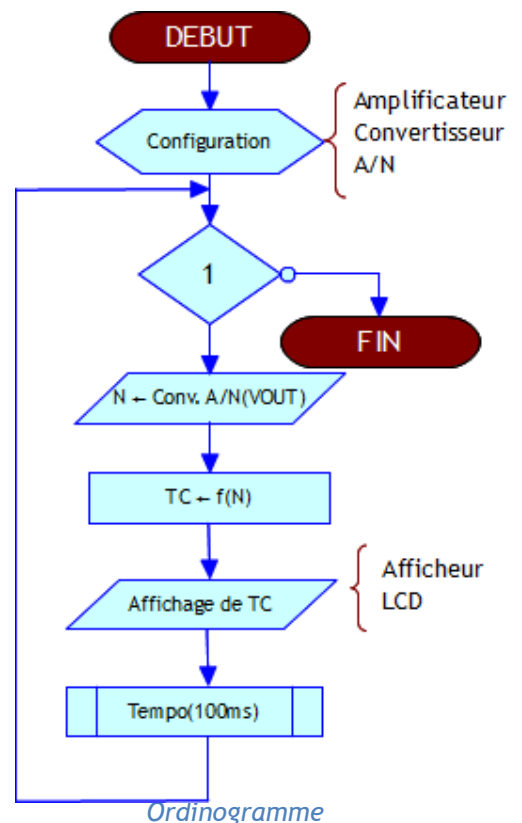 DEBUT
Configuration
Amplificateur
Convertisseur
A/N
1
FIN
N ← Conv. A/N(VOUT)
TC ← f(N)
Affichage de TC
Afficheur
LCD
Tempo(100ms)
Ordinogramme